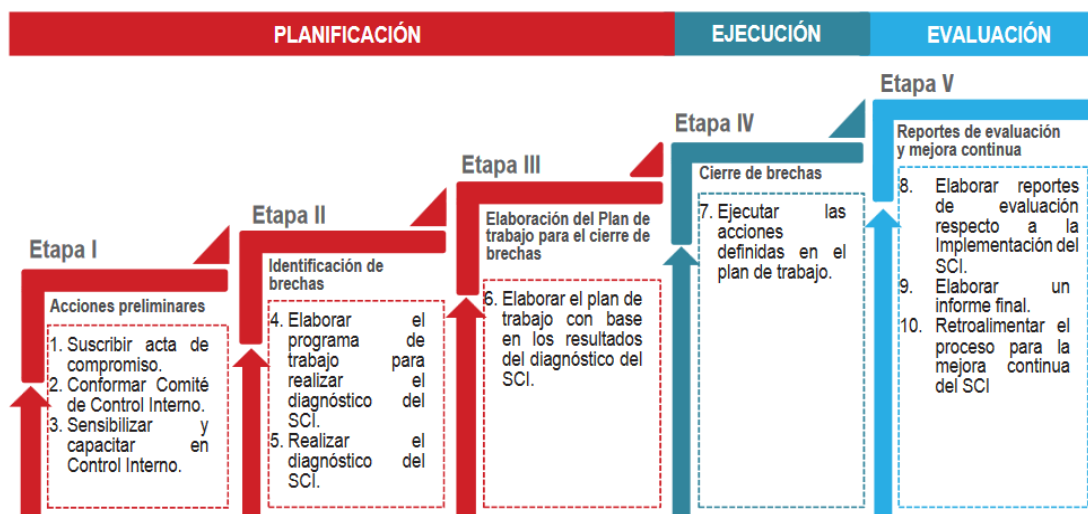 PLANIFICACIÓN
EJECUCIÓN
EVALUACIÓN
Etapa I
Acciones preliminares
1. Suscribir acta de
compromiso.
2. Conformar Comité
de Control Interno.
3. Sensibilizar y
capacitar en
Control Interno.
Etapa II
Identificación de
brechas
4. Elaborar el
programa de
trabajo para
realizar el
diagnóstico del
SCI.
5. Realizar el
diagnóstico del
SCI.
Etapa III
Elaboración del Plan de
trabajo para el cierre de
brechas
6. Elaborar el plan de
trabajo con base
en los resultados
del diagnóstico del
SCI.
Etapa IV
Cierre de brechas
7. Ejecutar las
acciones
definidas en el
plan de trabajo.
Etapa V
Reportes de evaluación
y mejora continua
8. Elaborar reportes
de evaluación
respecto a la
Implementación del
SCI.
9. Elaborar un
informe final.
10. Retroalimentar el
proceso para la
mejora continua
del SCI